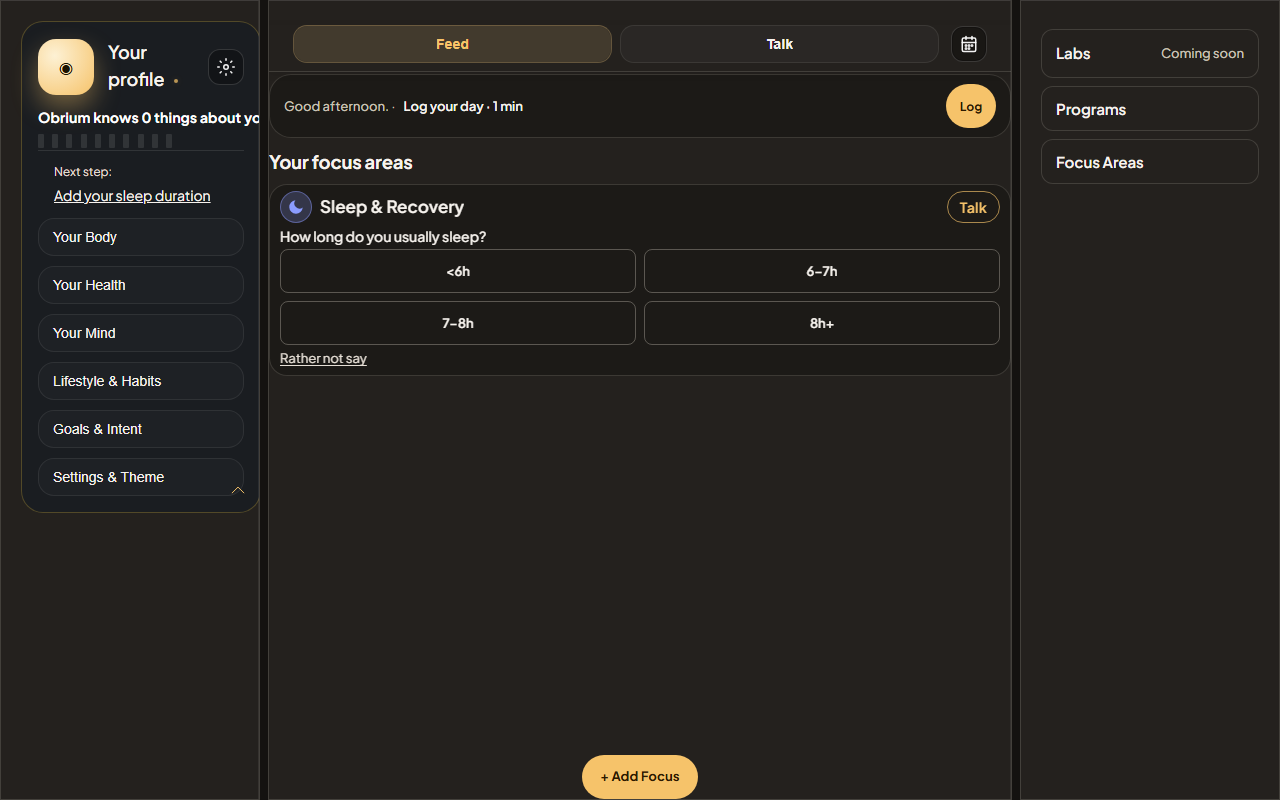 Your
profile
Obrium knows 0 things about yo
Next step:
Add your sleep duration
Your Body
Your Health
Your Mind
Lifestyle & Habits
Goals & Intent
Settings & Theme
Feed
Talk
Good afternoon. · Log your day · 1 min
Log
Your focus areas
Sleep & Recovery
Talk
How long do you usually sleep?
<6h
6–7h
7–8h
8h+
Rather not say
+ Add Focus
Labs
Coming soon
Programs
Focus Areas